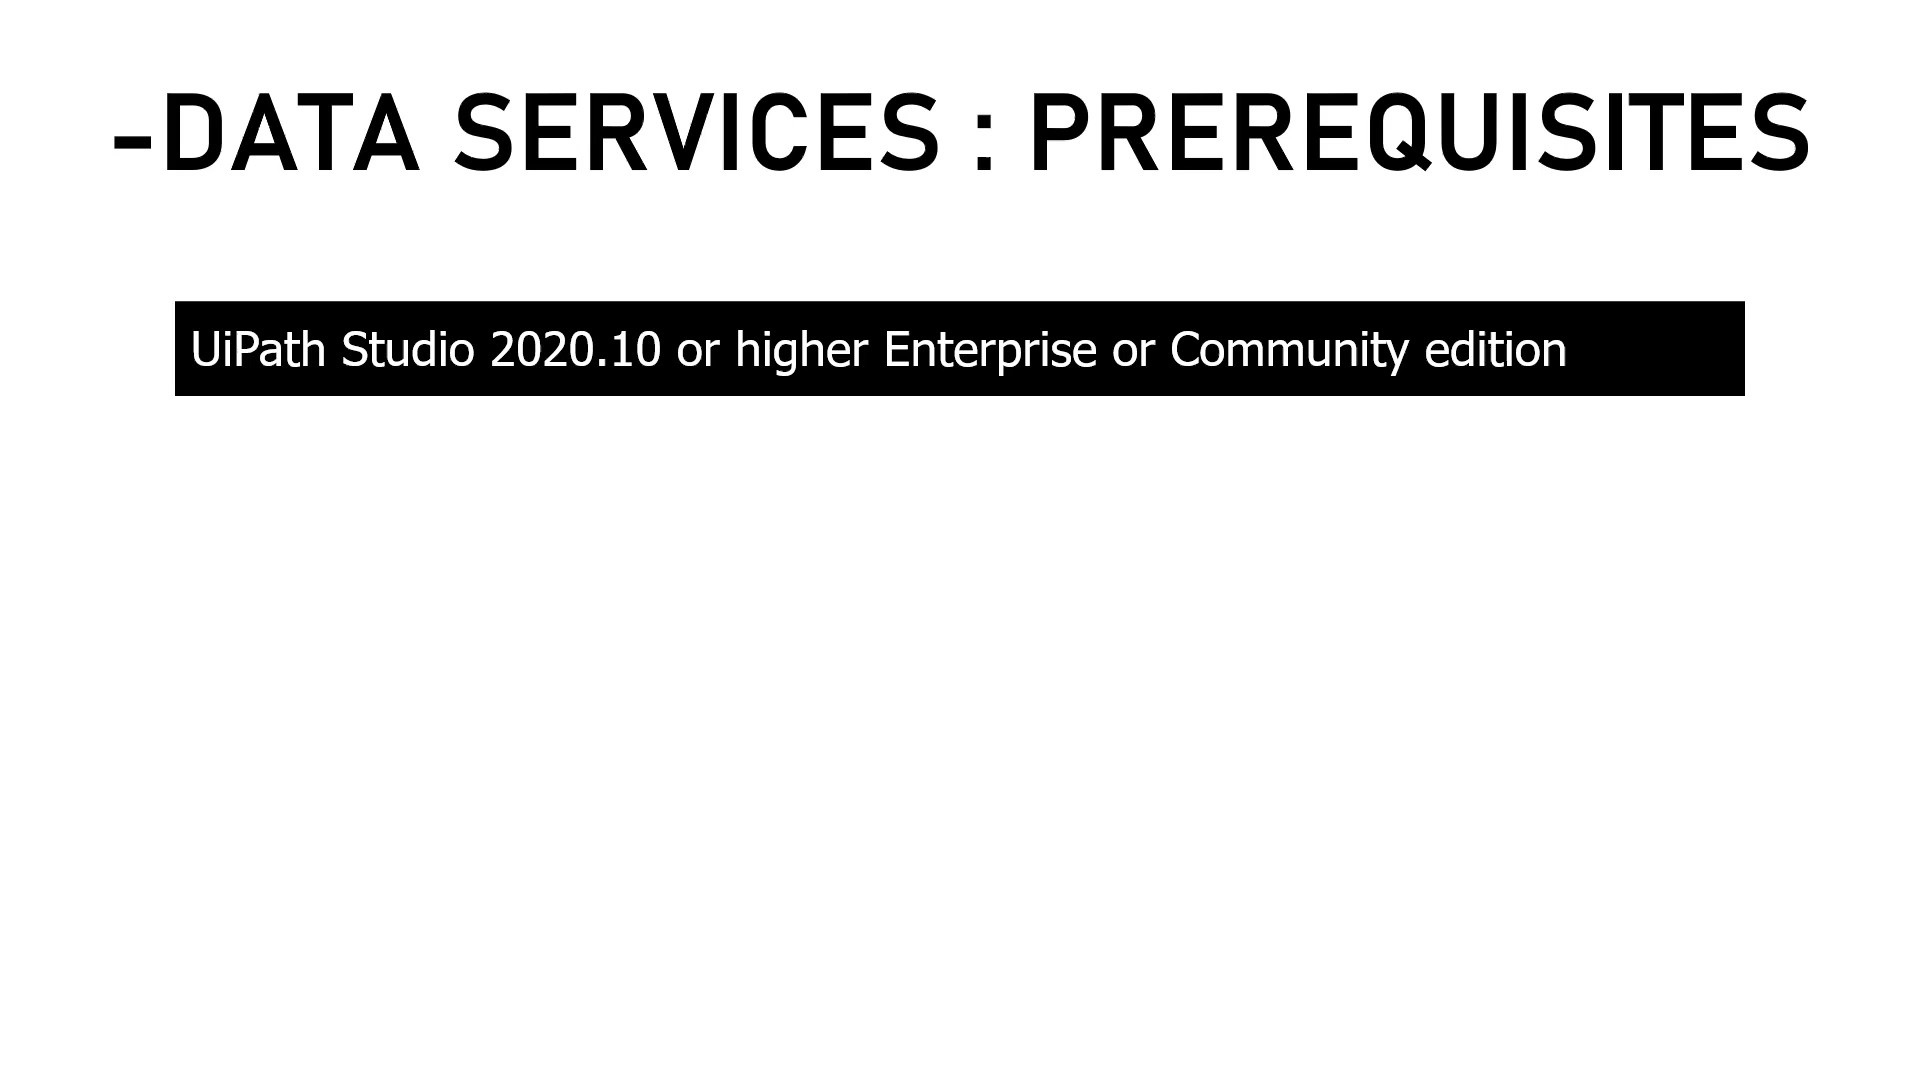 -DATA SERVICES : PREREQUISITES
UiPath Studio 2020.10 or higher Enterprise or Community edition